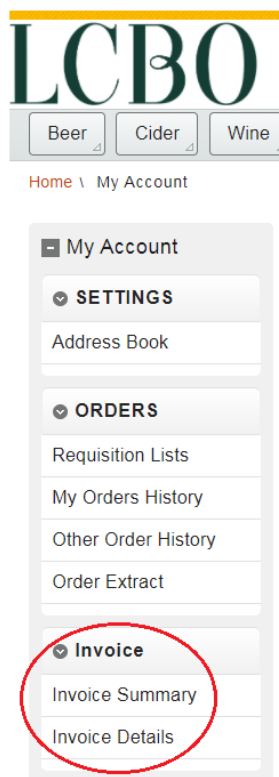 LCBO
Beer Cider Wine
Home \ My Account
My Account
SETTINGS
Address Book
ORDERS
Requisition Lists
My Orders History
Other Order History
Order Extract
Invoice
Invoice Summary
Invoice Details